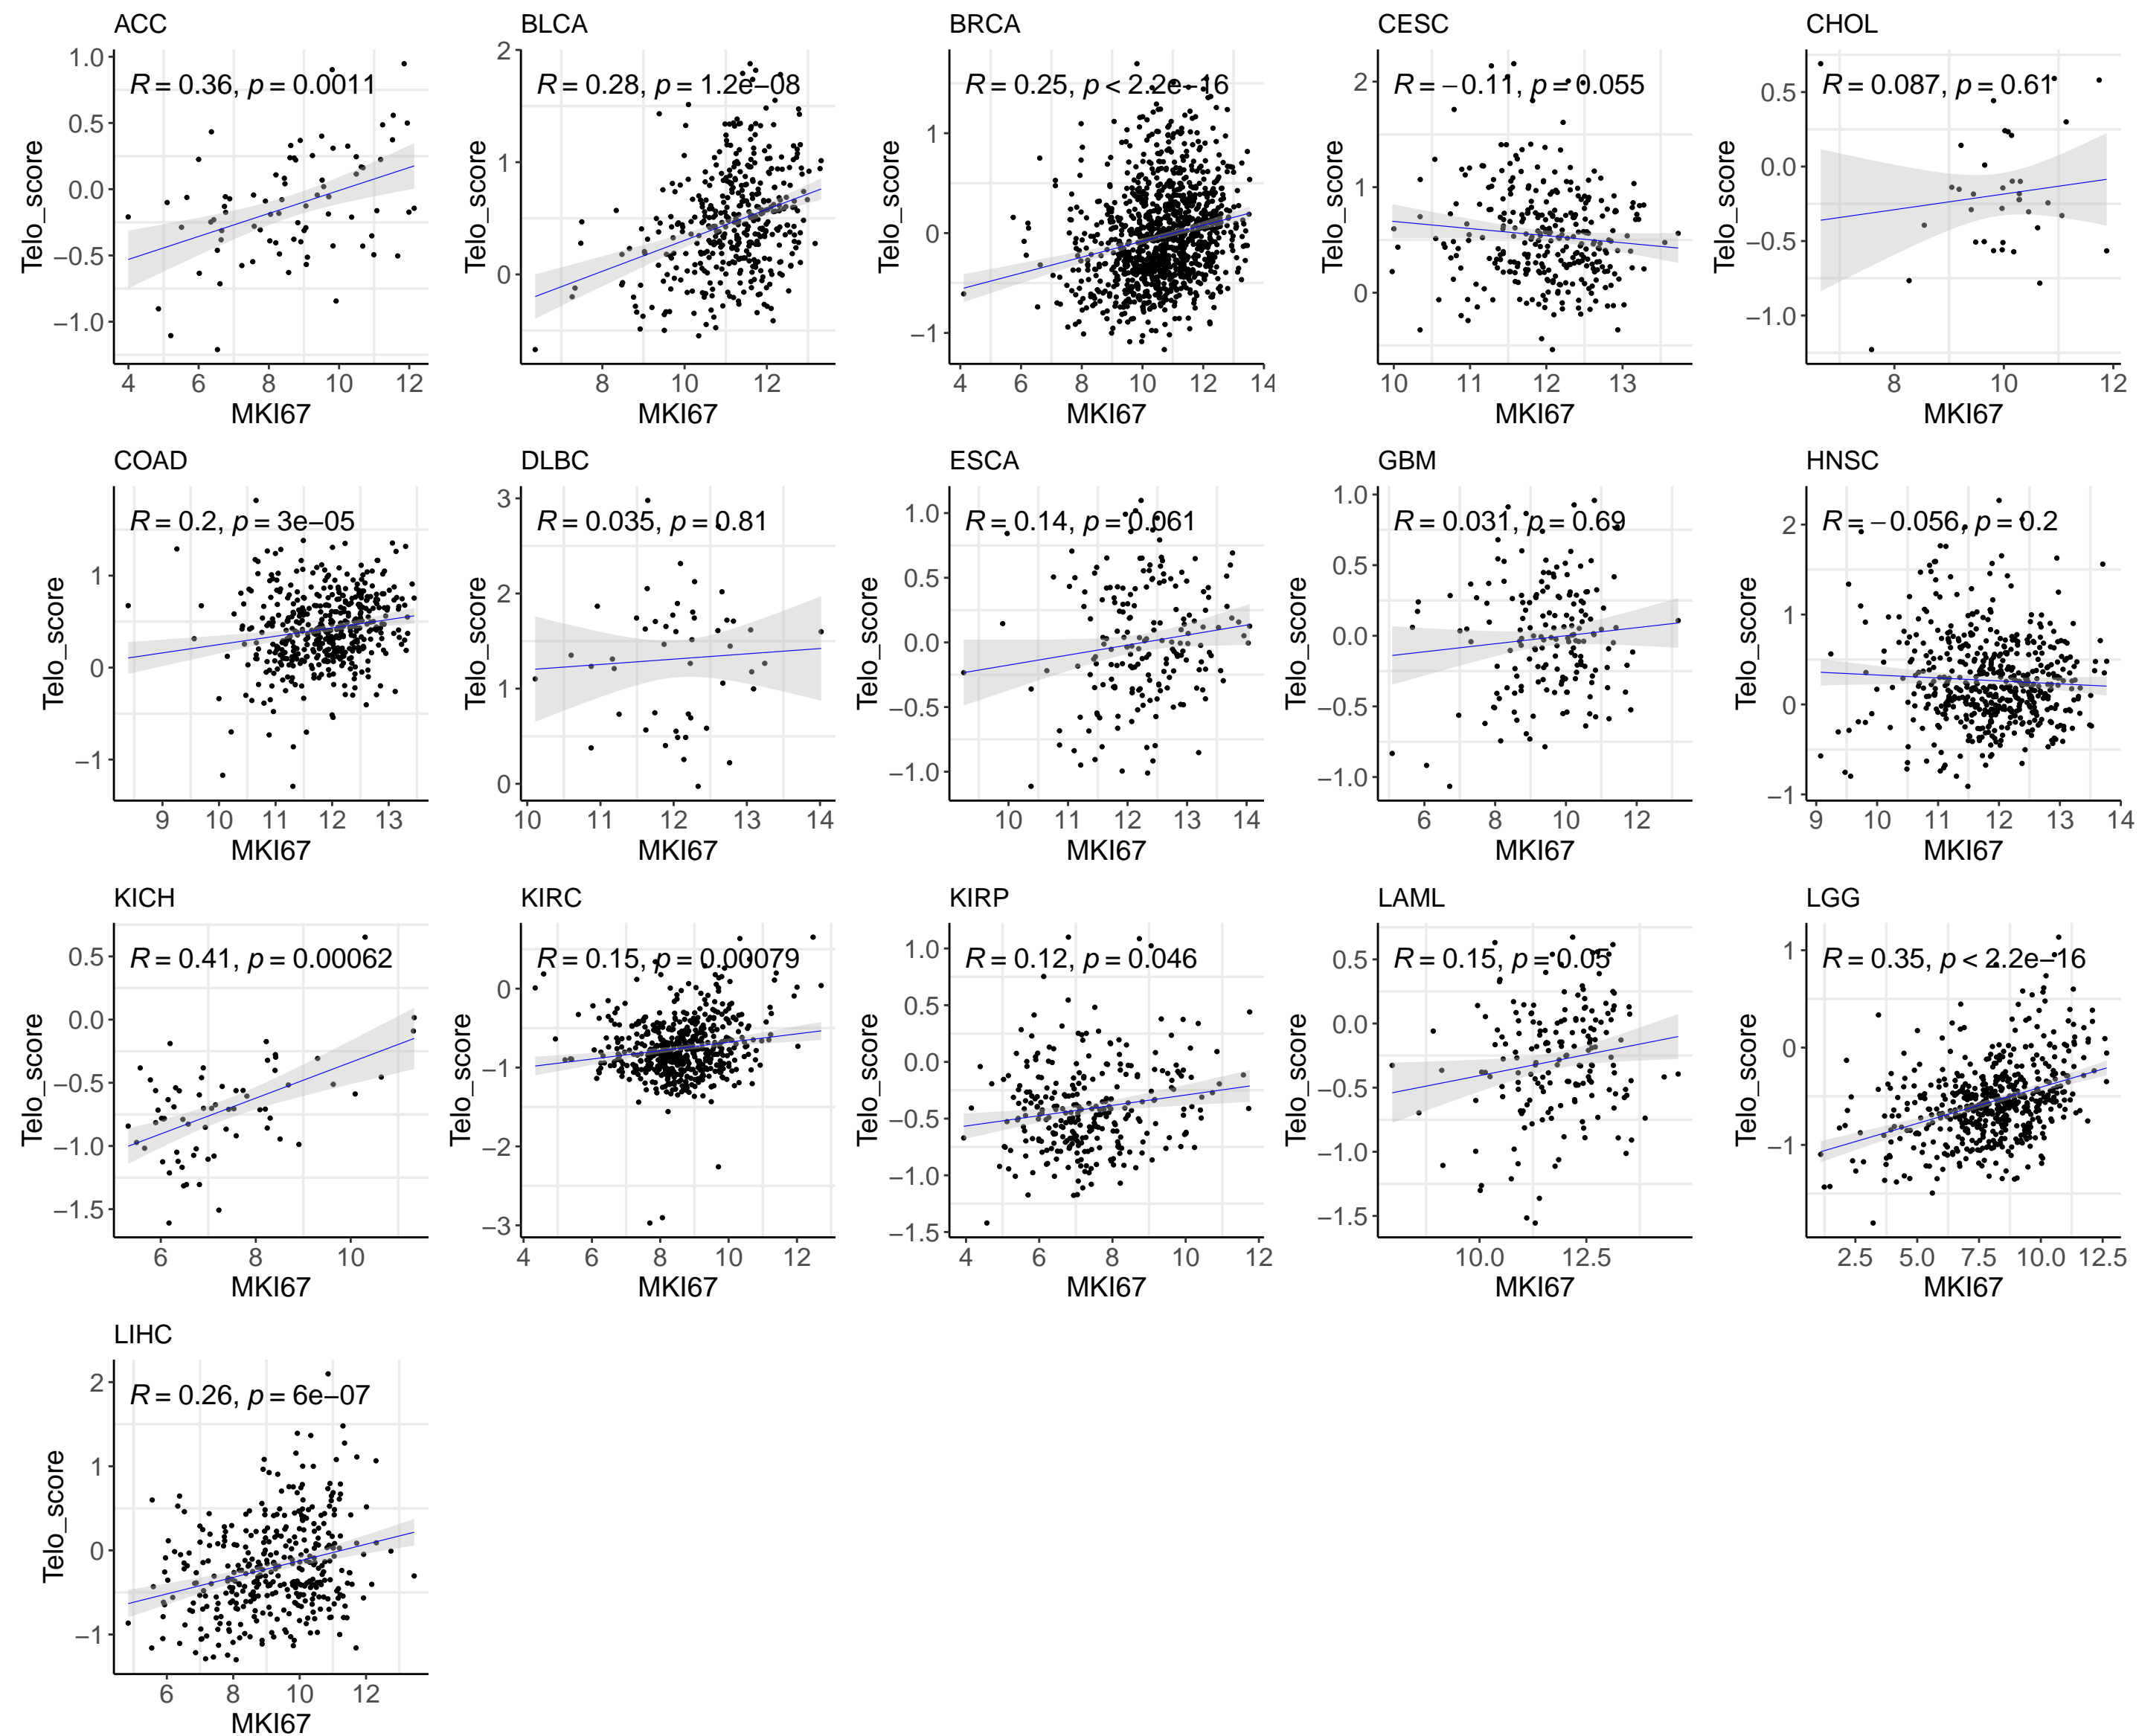 ACC
R = 0.36, p = 0.0011
1.0
0.5
0.0
−0.5
−1.0
Telo_score
4 6 8 10 12
MKI67
BLCA
R = 0.28, p = 1.2e−08
2
1
0
Telo_score
8 10 12
MKI67
BRCA
R = 0.25, p < 2.2e−16
1
0
−1
Telo_score
4 6 8 10 12 14
MKI67
CESC
R = −0.11, p = 0.055
2
1
0
Telo_score
10 11 12 13
MKI67
CHOL
R = 0.087, p = 0.61
0.5
0.0
−0.5
−1.0
Telo_score
8 10 12
MKI67
COAD
R = 0.2, p = 3e−05
1
0
−1
Telo_score
9 10 11 12 13
MKI67
DLBC
R = 0.035, p = 0.81
3
2
1
0
Telo_score
10 11 12 13 14
MKI67
ESCA
R = 0.14, p = 0.061
1.0
0.5
0.0
−0.5
−1.0
Telo_score
10 11 12 13 14
MKI67
GBM
R = 0.031, p = 0.69
1.0
0.5
0.0
−0.5
−1.0
Telo_score
6 8 10 12
MKI67
HNSC
R = −0.056, p = 0.2
2
1
0
−1
Telo_score
9 10 11 12 13 14
MKI67
KICH
R = 0.41, p = 0.00062
0.5
0.0
−0.5
−1.0
−1.5
Telo_score
6 8 10
MKI67
KIRC
R = 0.15, p = 0.00079
0
−1
−2
−3
Telo_score
4 6 8 10 12
MKI67
KIRP
R = 0.12, p = 0.046
1.0
0.5
0.0
−0.5
−1.0
−1.5
Telo_score
4 6 8 10 12
MKI67
LAML
R = 0.15, p = 0.05
0.5
0.0
−0.5
−1.0
−1.5
Telo_score
10.0 12.5
MKI67
LGG
R = 0.35, p < 2.2e−16
1
0
−1
Telo_score
2.5 5.0 7.5 10.0 12.5
MKI67
LIHC
R = 0.26, p = 6e−07
2
1
0
−1
Telo_score
6 8 10 12
MKI67